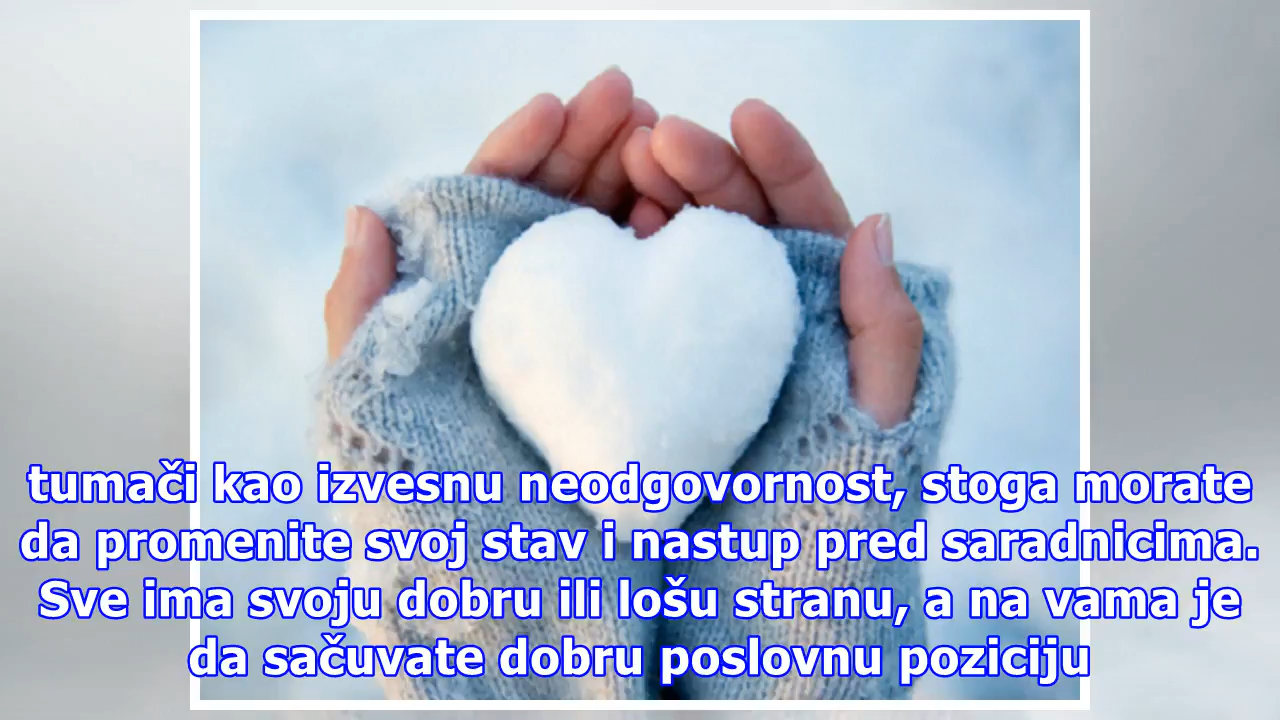 tumači kao izvesnu neodgovornost, stoga morate
da promenite svoj stav i nastup pred saradnicima.
Sve ima svoju dobru ili lošu stranu, a na vama je
da sačuvate dobru poslovnu poziciju